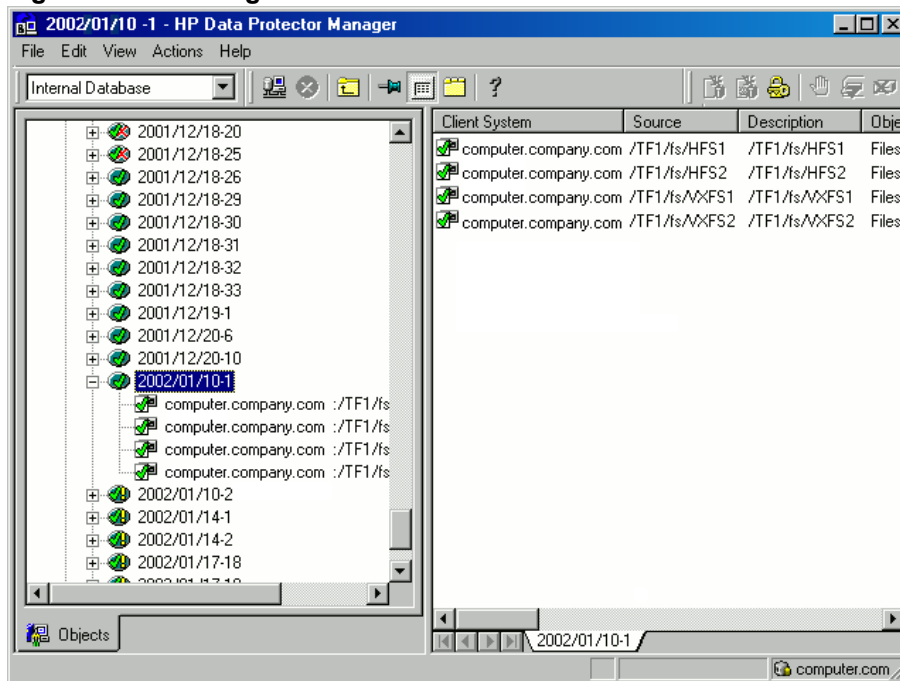 2002/01/10 -1 - HP Data Protector Manager
File Edit View Actions Help
Internal Database
2001/12/18-20
2001/12/18-25
2001/12/18-26
2001/12/18-29
2001/12/18-30
2001/12/18-31
2001/12/18-32
2001/12/18-33
2001/12/19-1
2001/12/20-6
2001/12/20-10
2002/01/10-1
computer.company.com :/TF1/fs
computer.company.com :/TF1/fs
computer.company.com :/TF1/fs
computer.company.com :/TF1/fs
2002/01/10-2
2002/01/14-1
2002/01/14-2
2002/01/17-18
Objects
Client System Source Description Obje
computer.company.com /TF1/fs/HFS1 /TF1/fs/HFS1 Files
computer.company.com /TF1/fs/HFS2 /TF1/fs/HFS2 Files
computer.company.com /TF1/fs/VXFS1 /TF1/fs/VXFS1 Files
computer.company.com /TF1/fs/VXFS2 /TF1/fs/VXFS2 Files
2002/01/10-1
computer.com